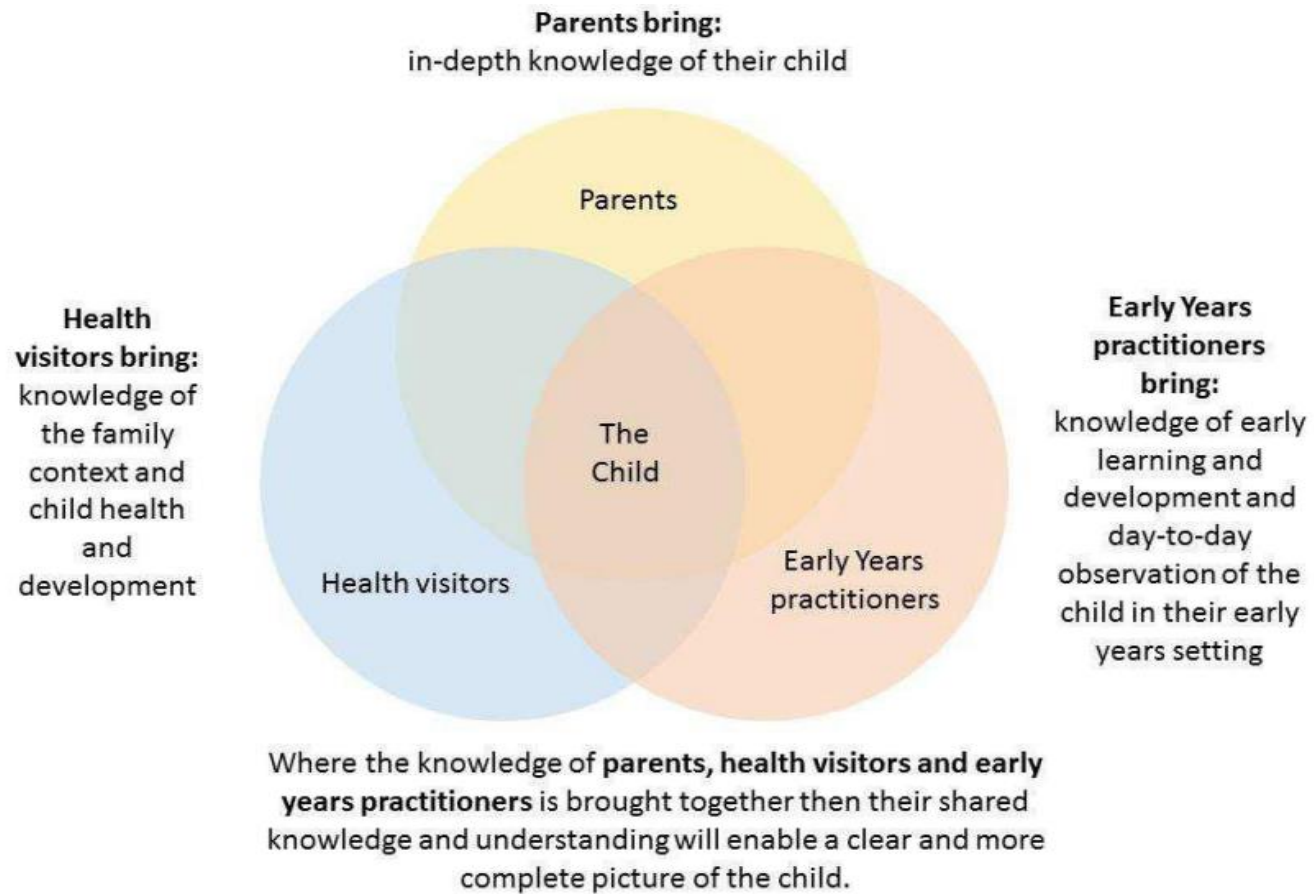 Parents bring:
in-depth knowledge of their child
Parents
Health
visitors bring:
knowledge of
the family
context and
child health
and
development
The
Child
Health visitors
Early Years
practitioners
Early Years
practitioners
bring:
knowledge of early
learning and
development and
day-to-day
observation of the
child in their early
years setting
Where the knowledge of parents, health visitors and early
years practitioners is brought together then their shared
knowledge and understanding will enable a clear and more
complete picture of the child.